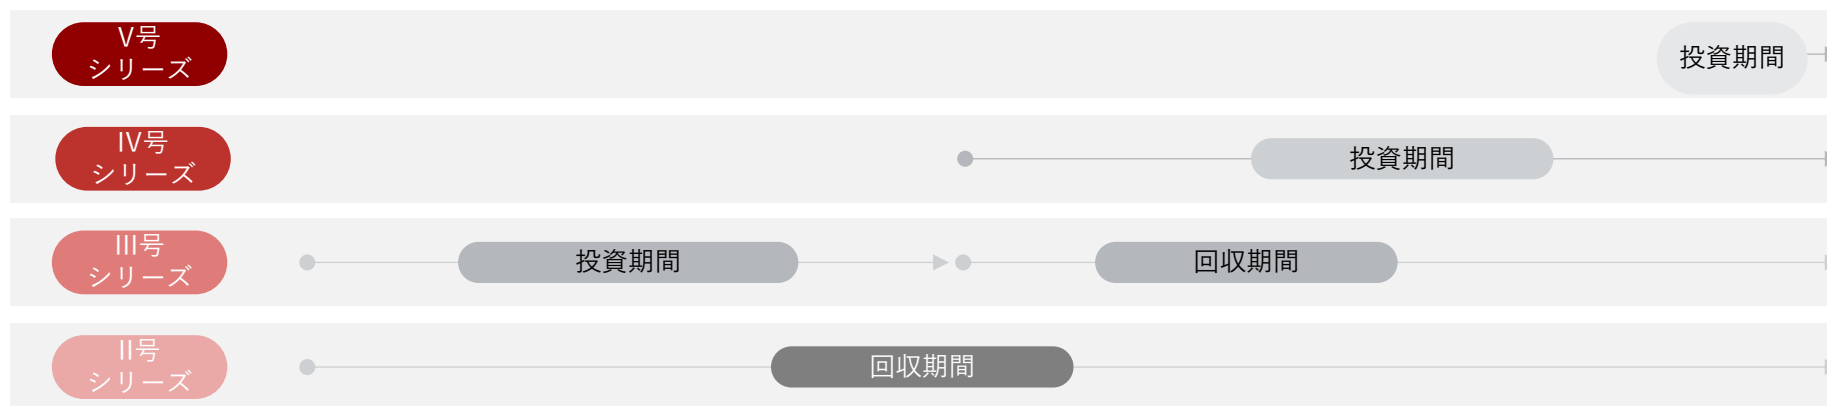 V号
シリーズ
投資期間
IV号
シリーズ
投資期間
III号
シリーズ
投資期間
回収期間
II号
シリーズ
回収期間